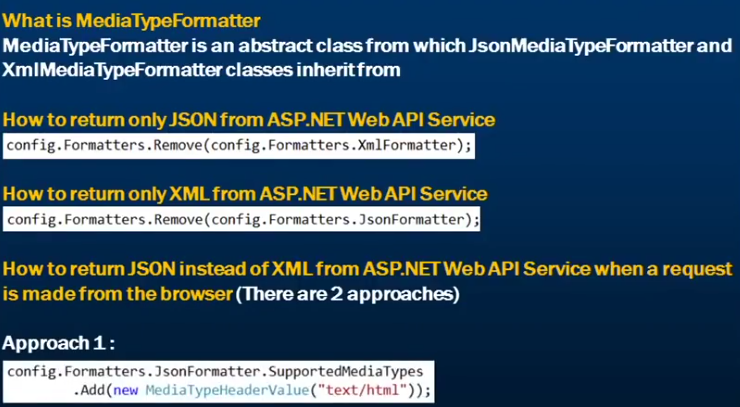 What is MediaTypeFormatter
MediaTypeFormatter is an abstract class from which JsonMediaTypeFormatter and
XmlMediaTypeFormatter classes inherit from
How to return only JSON from ASP.NET Web API Service
config.Formatters.Remove(config.Formatters.XmlFormatter);
How to return only XML from ASP.NET Web API Service
config.Formatters.Remove(config.Formatters.JsonFormatter);
How to return JSON instead of XML from ASP.NET Web API Service when a request
is made from the browser (There are 2 approaches)
Approach 1 :
config.Formatters.JsonFormatter.SupportedMediaTypes
.Add(new MediaTypeHeaderValue("text/html"));